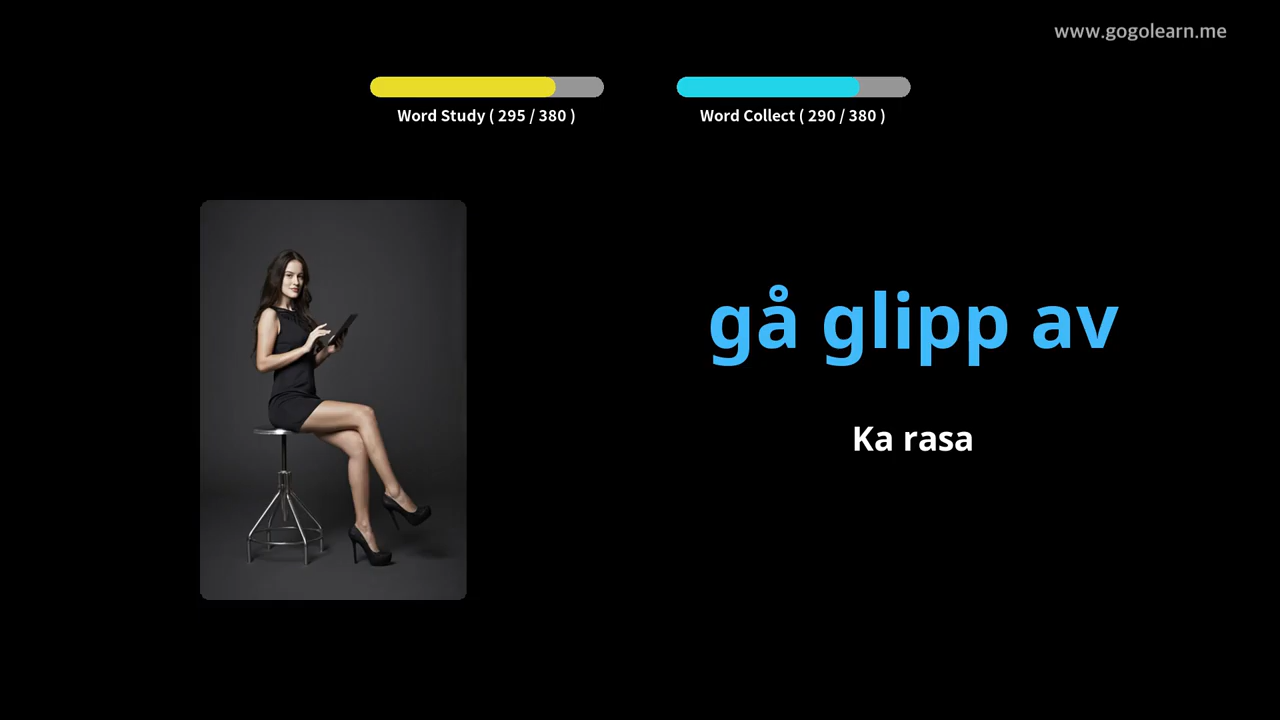 www.gogolearn.me
Word Study ( 295 / 380 )
Word Collect ( 290 / 380 )
gå glipp av
Ka rasa